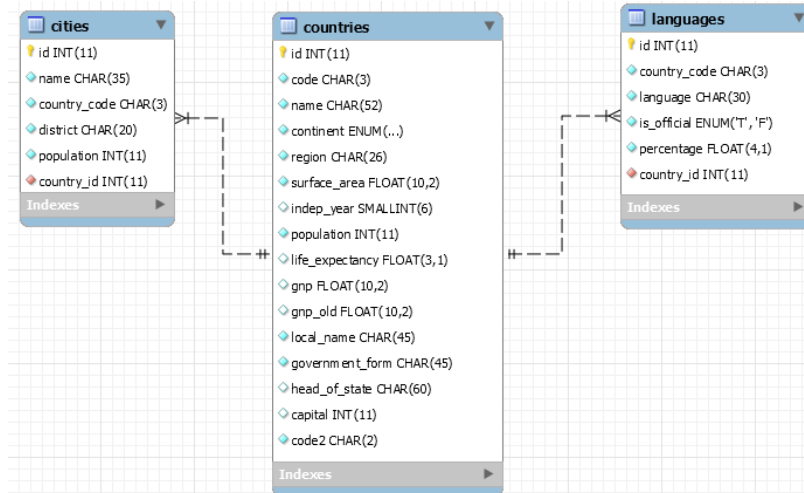 cities
id INT(11)
name CHAR(35)
country_code CHAR(3)
district CHAR(20)
population INT(11)
country_id INT(11)
Indexes
countries
id INT(11)
code CHAR(3)
name CHAR(52)
continent ENUM(...)
region CHAR(26)
surface_area FLOAT(10,2)
indep_year SMALLINT(6)
population INT(11)
life_expectancy FLOAT(3,1)
gnp FLOAT(10,2)
gnp_old FLOAT(10,2)
local_name CHAR(45)
government_form CHAR(45)
head_of_state CHAR(60)
capital INT(11)
code2 CHAR(2)
Indexes
languages
id INT(11)
country_code CHAR(3)
language CHAR(30)
is_official ENUM('T', 'F')
percentage FLOAT(4,1)
country_id INT(11)
Indexes